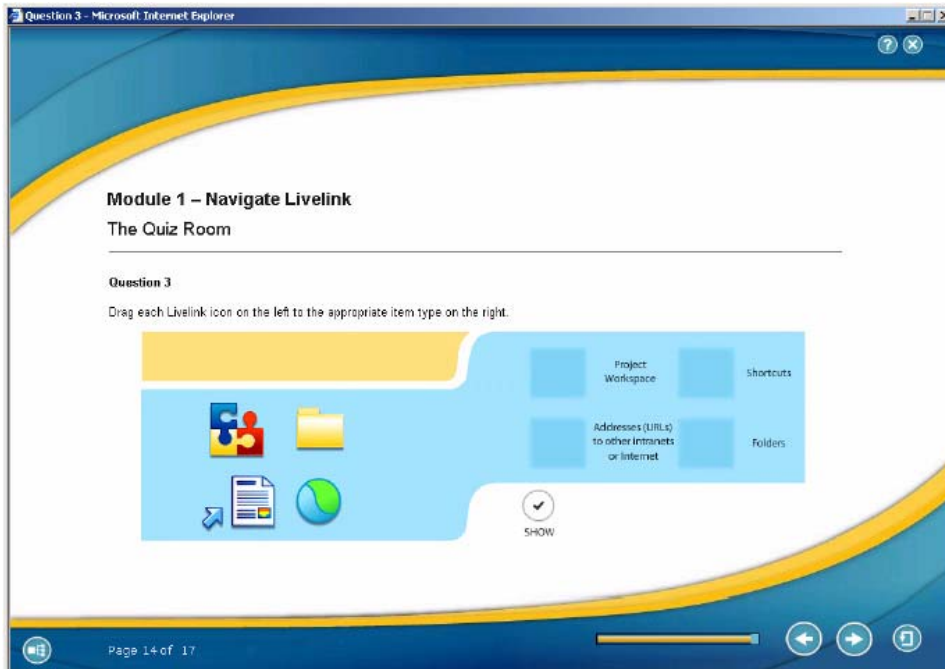 Question 3 - Microsoft Internet Explorer
Module 1 – Navigate Livelink
The Quiz Room
Question 3
Drag each Livelink icon on the left to the appropriate item type on the right.
Project
Workspace
Shortcuts
Addresses (URLs)
to other intranets
or Internet
Folders
SHOW
Page 14 of 17